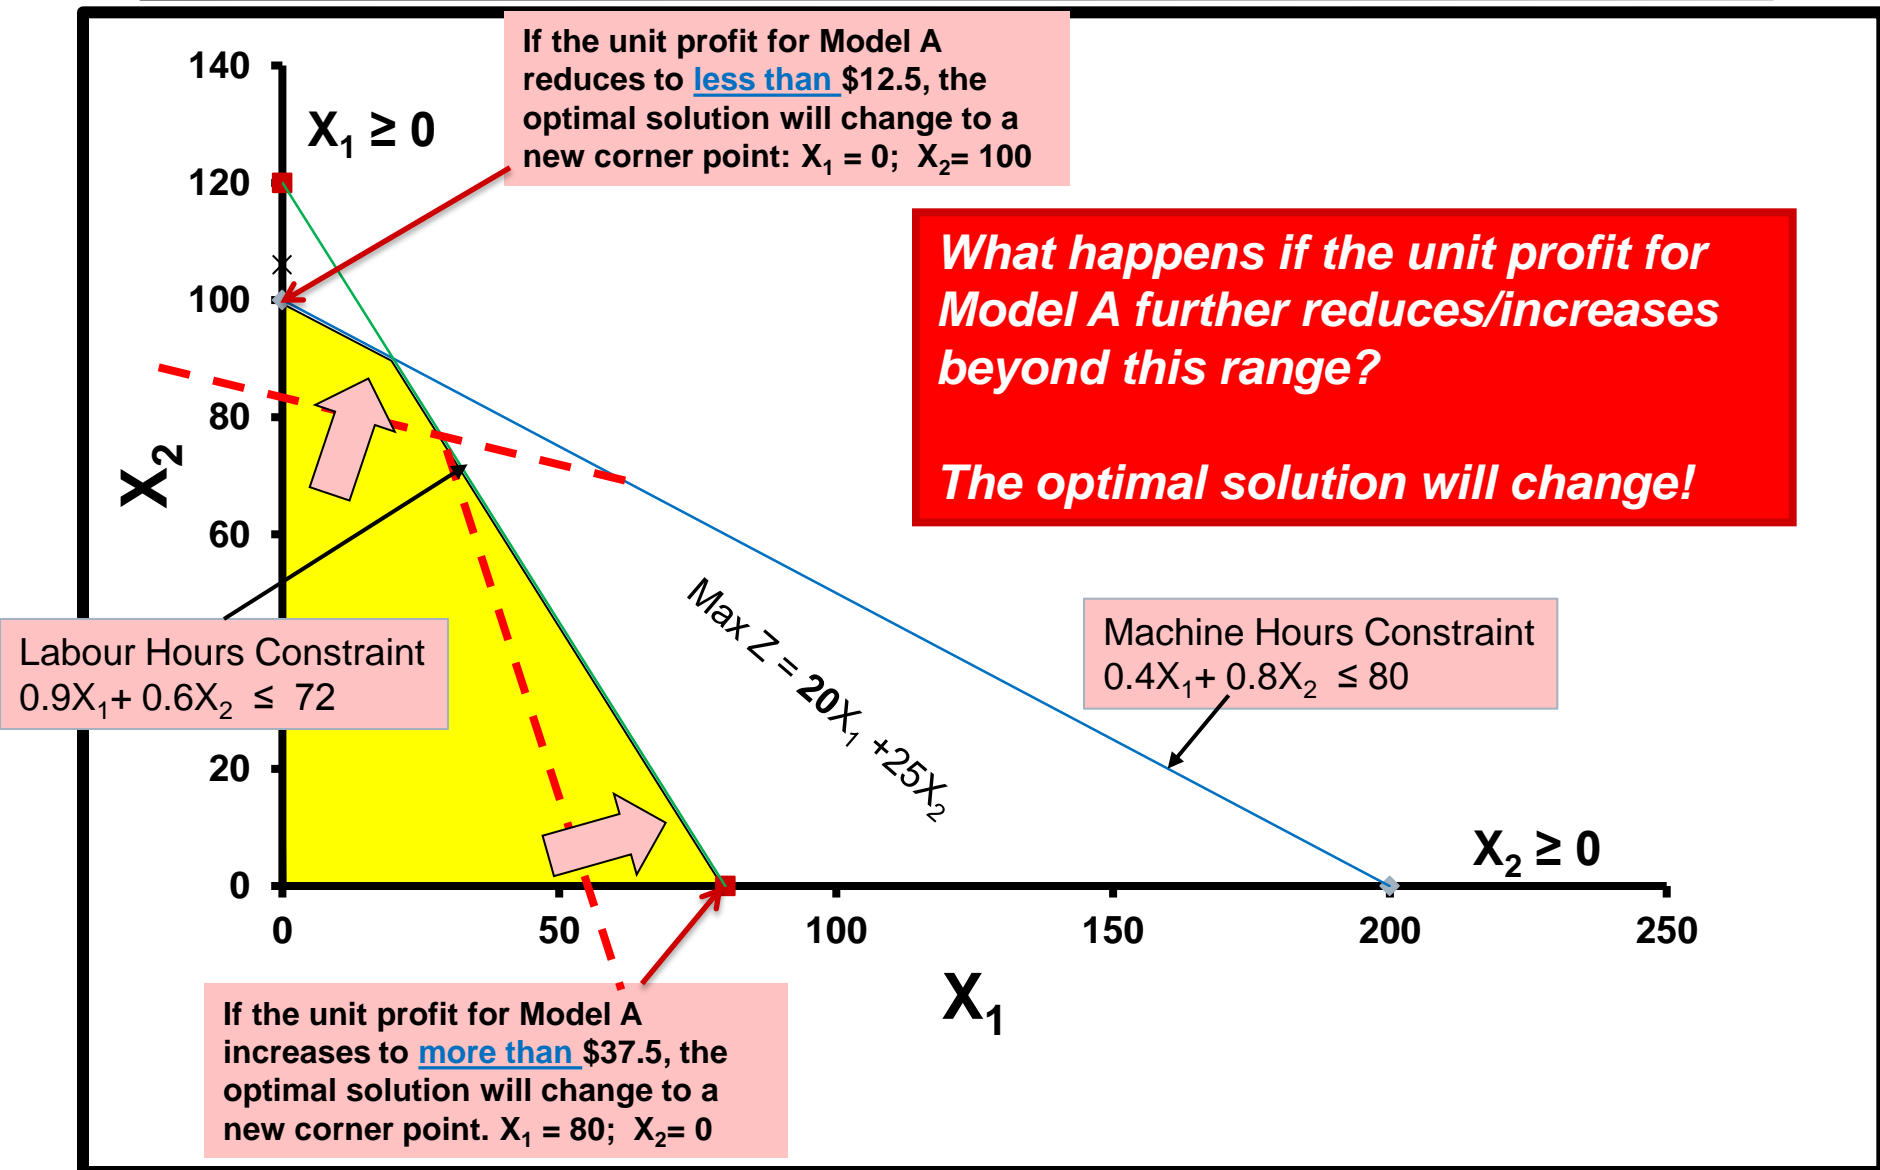 If the unit profit for Model A
reduces to less than $12.5, the
optimal solution will change to a
new corner point: X₁ = 0; X₂= 100
140
X₁ ≥ 0
120
100
80
60
20
0
X₂
What happens if the unit profit for
Model A further reduces/increases
beyond this range?
The optimal solution will change!
Labour Hours Constraint
0.9X₁+ 0.6X₂ ≤ 72
Max Z = 20X₁ +25X₂
Machine Hours Constraint
0.4X₁+ 0.8X₂ ≤ 80
X₂ ≥ 0
0
50
100
150
200
250
X₁
If the unit profit for Model A
increases to more than $37.5, the
optimal solution will change to a
new corner point. X₁ = 80; X₂= 0